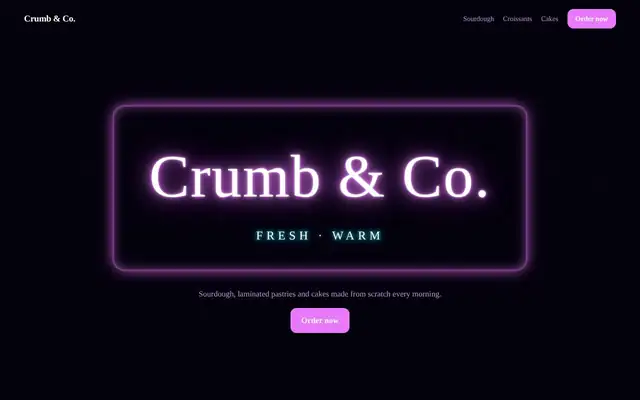 Crumb & Co.
Sourdough Croissants Cakes Order now
Crumb & Co.
FRESH · WARM
Sourdough, laminated pastries and cakes made from scratch every morning.
Order now